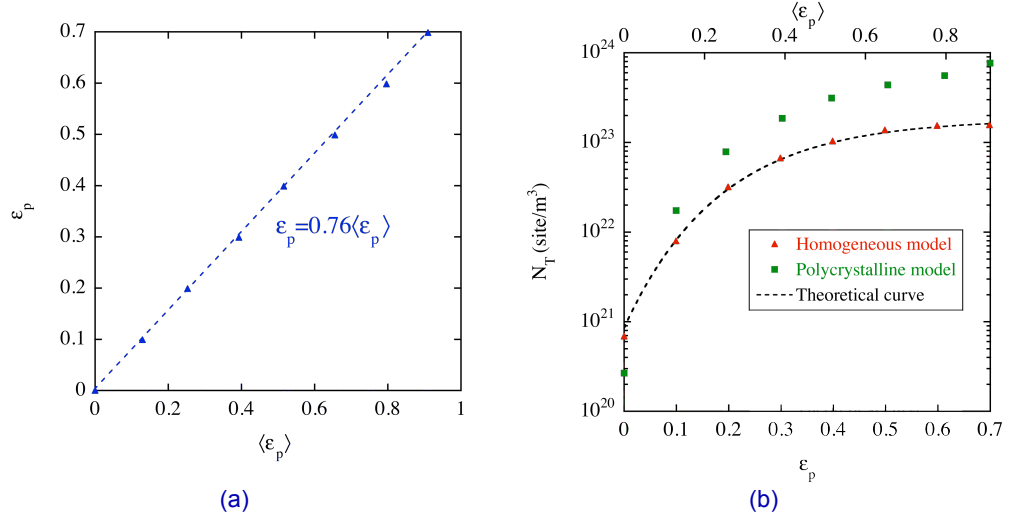 0.7
0.6
0.5
0.4
0.3
0.2
0.1
0
ε_p
ε_p=0.76⟨ε_p⟩
0 0.2 0.4 0.6 0.8 1
⟨ε_p⟩
(a)
⟨ε_p⟩
0 0.2 0.4 0.6 0.8
10^24
10^23
10^22
10^21
10^20
N_T (site/m^3)
Homogeneous model
Polycrystalline model
Theoretical curve
0 0.1 0.2 0.3 0.4 0.5 0.6 0.7
ε_p
(b)